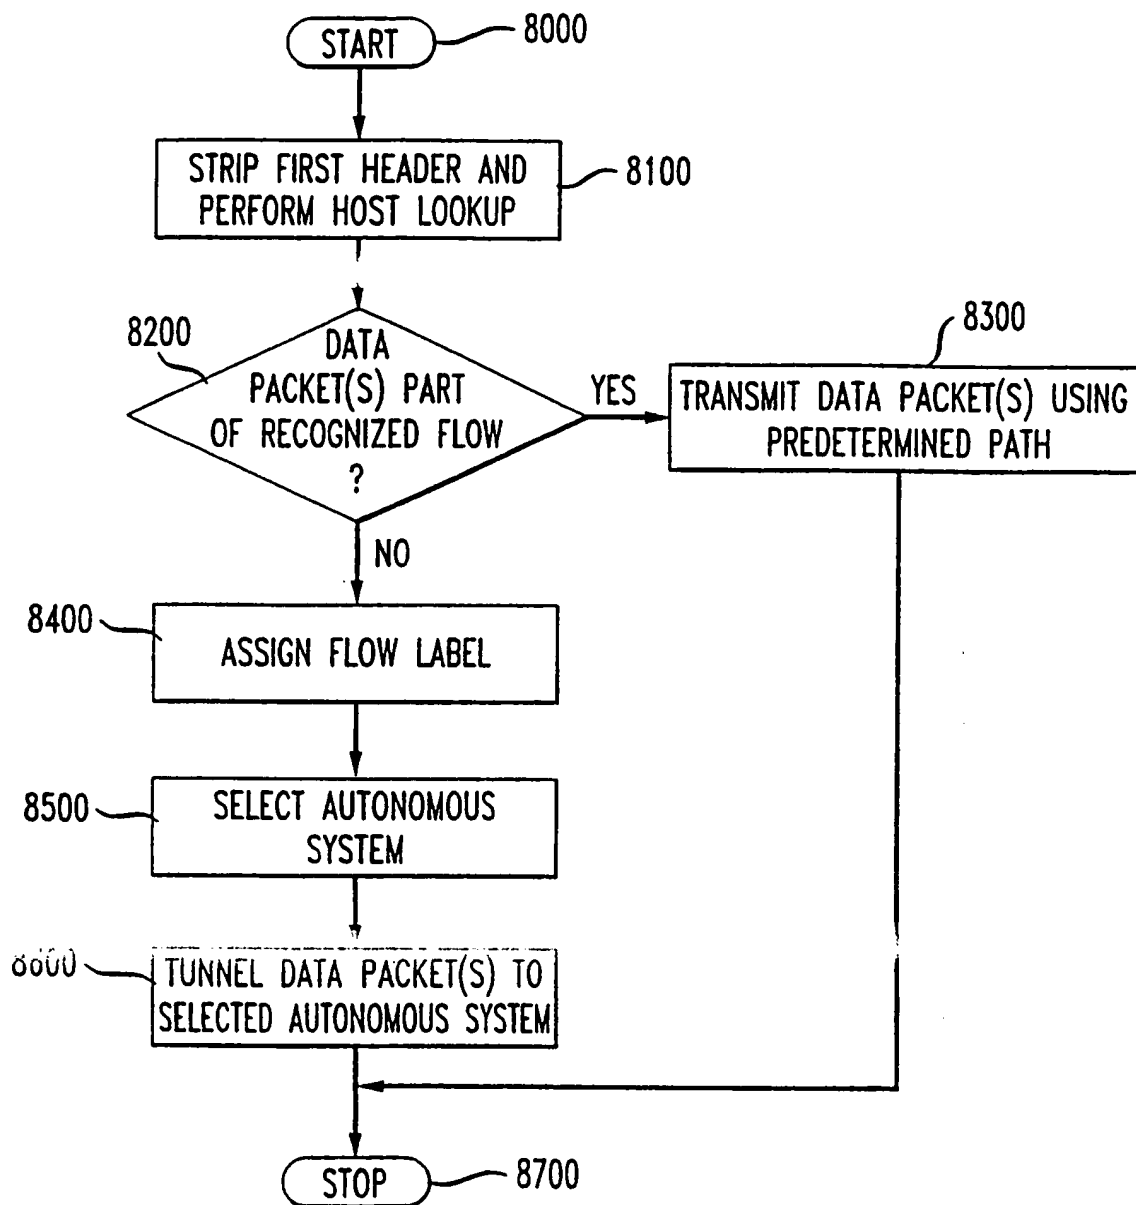 START
8000
STRIP FIRST HEADER AND
PERFORM HOST LOOKUP
8100
8200
DATA
PACKET(S) PART
OF RECOGNIZED FLOW
?
YES
8300
TRANSMIT DATA PACKET(S) USING
PREDETERMINED PATH
NO
8400
ASSIGN FLOW LABEL
8500
SELECT AUTONOMOUS
SYSTEM
8600
TUNNEL DATA PACKET(S) TO
SELECTED AUTONOMOUS SYSTEM
STOP
8700